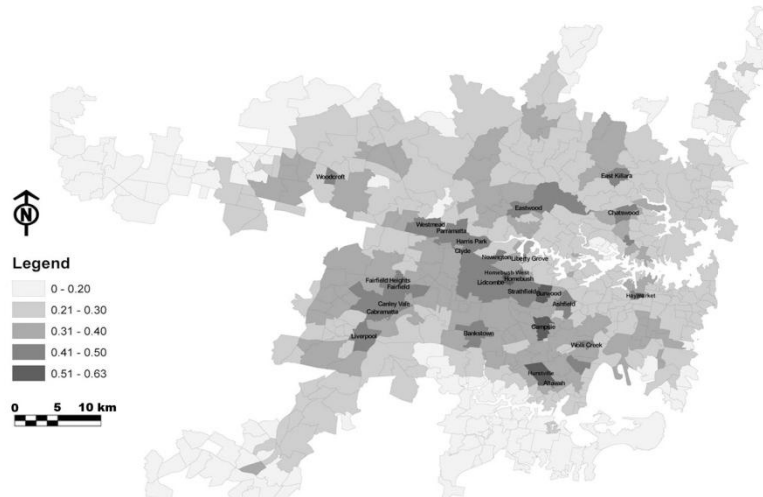 Woodcroft
East Killara
Eastwood
Chatswood
Westmead
Parramatta
Harris Park
Clyde
Newington
Liberty Grove
Homebush West
Homebush
Lidcombe
Strathfield
Burwood
Ashfield
Haymarket
Fairfield Heights
Fairfield
Canley Vale
Cabramatta
Liverpool
Bankstown
Campsie
Wolli Creek
Hurstville
Allawah
N
Legend
0 - 0.20
0.21 - 0.30
0.31 - 0.40
0.41 - 0.50
0.51 - 0.63
0 5 10 km